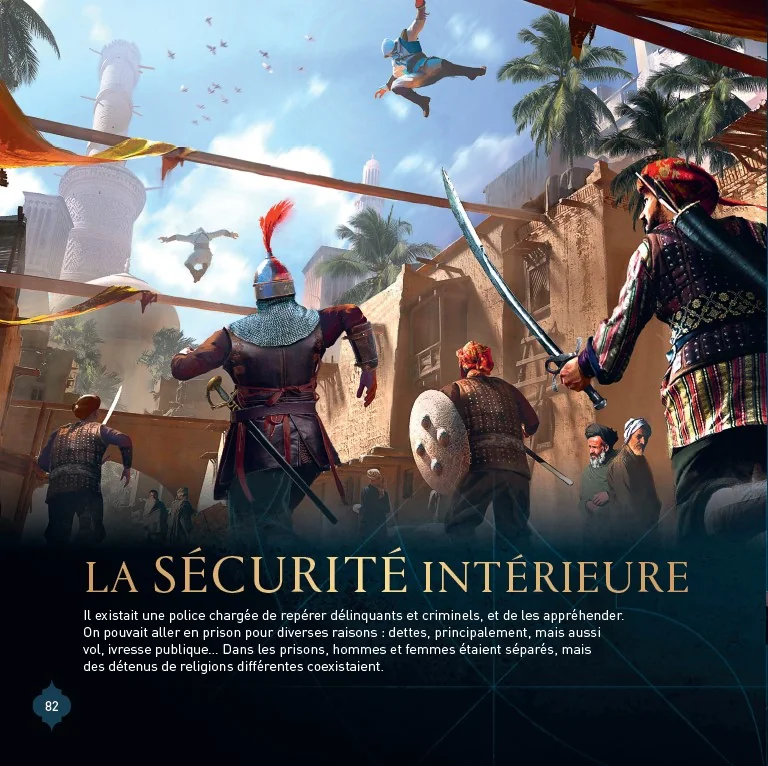 LA SÉCURITÉ INTÉRIEURE
Il existait une police chargée de repérer délinquants et criminels, et de les appréhender.
On pouvait aller en prison pour diverses raisons : dettes, principalement, mais aussi
vol, ivresse publique... Dans les prisons, hommes et femmes étaient séparés, mais
des détenus de religions différentes coexistaient.
82